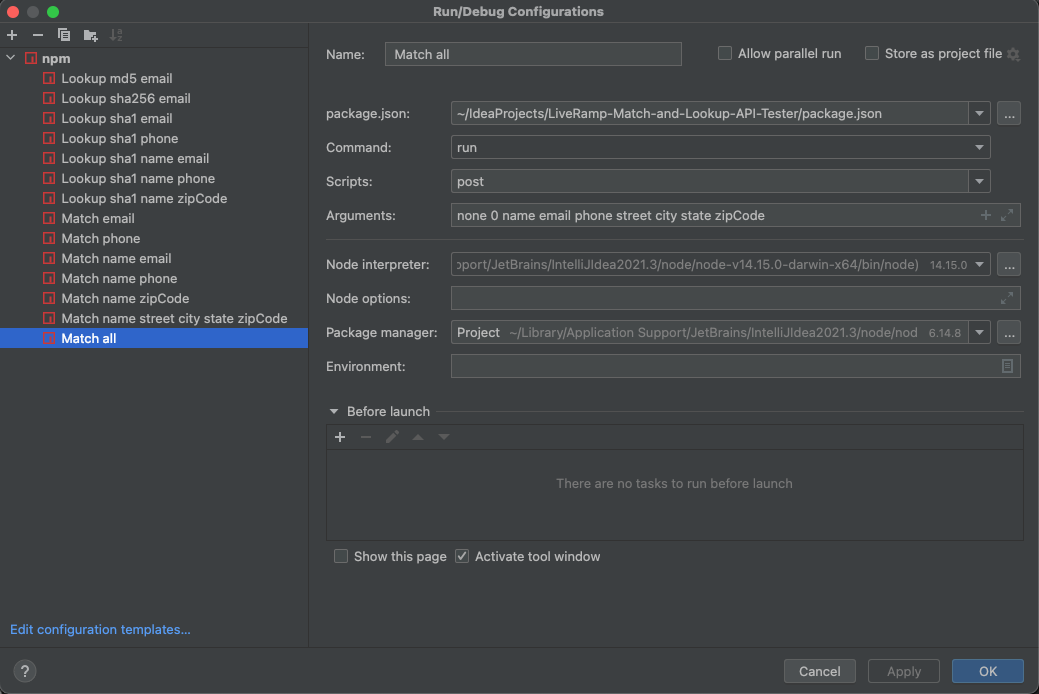 Run/Debug Configurations
npm
Lookup md5 email
Lookup sha256 email
Lookup sha1 email
Lookup sha1 phone
Lookup sha1 name email
Lookup sha1 name phone
Lookup sha1 name zipCode
Match email
Match phone
Match name email
Match name phone
Match name zipCode
Match name street city state zipCode
Match all
Edit configuration templates...
Name: Match all
Allow parallel run
Store as project file
package.json: ~/IdeaProjects/LiveRamp-Match-and-Lookup-API-Tester/package.json ...
Command: run
Scripts: post
Arguments: none 0 name email phone street city state zipCode
Node interpreter: pport/JetBrains/IntelliJIdea2021.3/node/node-v14.15.0-darwin-x64/bin/node) 14.15.0 ...
Node options:
Package manager: Project ~/Library/Application Support/JetBrains/IntelliJIdea2021.3/node/nod 6.14.8 ...
Environment:
Before launch
There are no tasks to run before launch
Show this page
Activate tool window
?
Cancel
Apply
OK